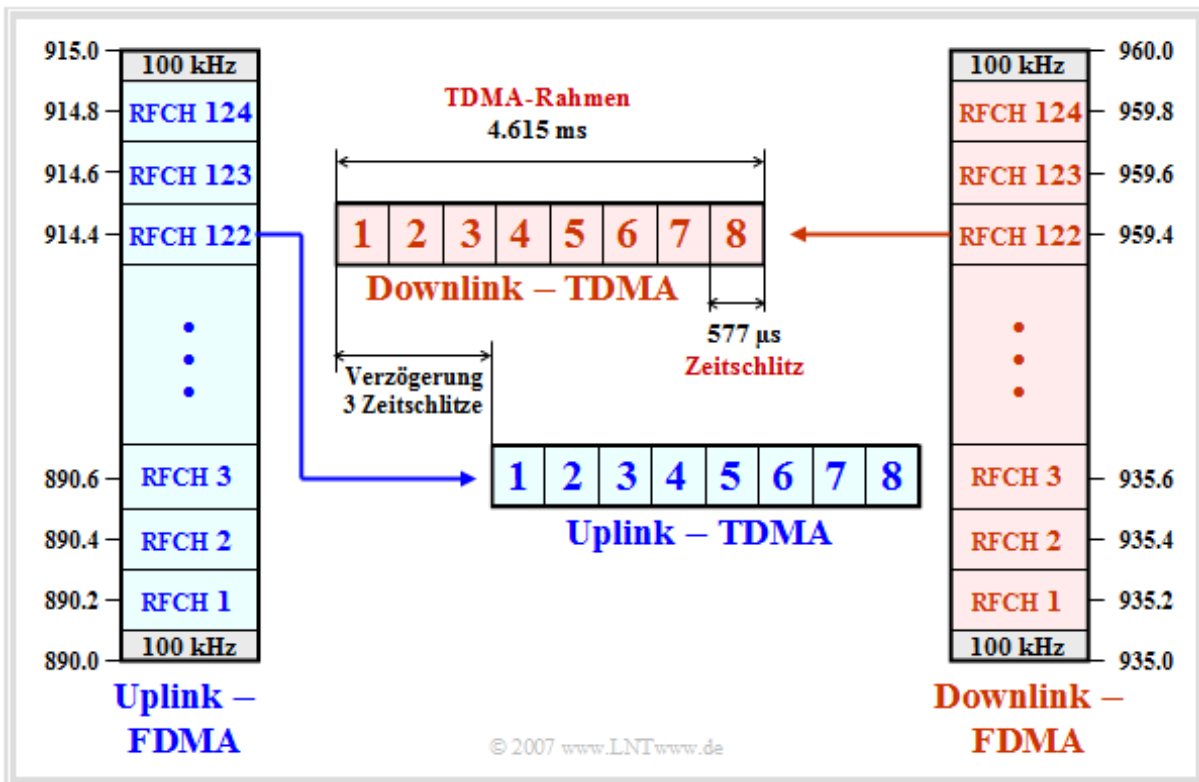 915.0
100 kHz
RFCH 124
914.8
RFCH 123
914.6
RFCH 122
914.4
RFCH 3
890.6
RFCH 2
890.4
RFCH 1
890.2
100 kHz
890.0
Uplink –
FDMA
TDMA-Rahmen
4.615 ms
1 2 3 4 5 6 7 8
Downlink – TDMA
577 µs
Zeitschlitz
Verzögerung
3 Zeitschlitze
1 2 3 4 5 6 7 8
Uplink – TDMA
© 2007 www.LNTwww.de
960.0
100 kHz
RFCH 124
959.8
RFCH 123
959.6
RFCH 122
959.4
RFCH 3
935.6
RFCH 2
935.4
RFCH 1
935.2
100 kHz
935.0
Downlink –
FDMA